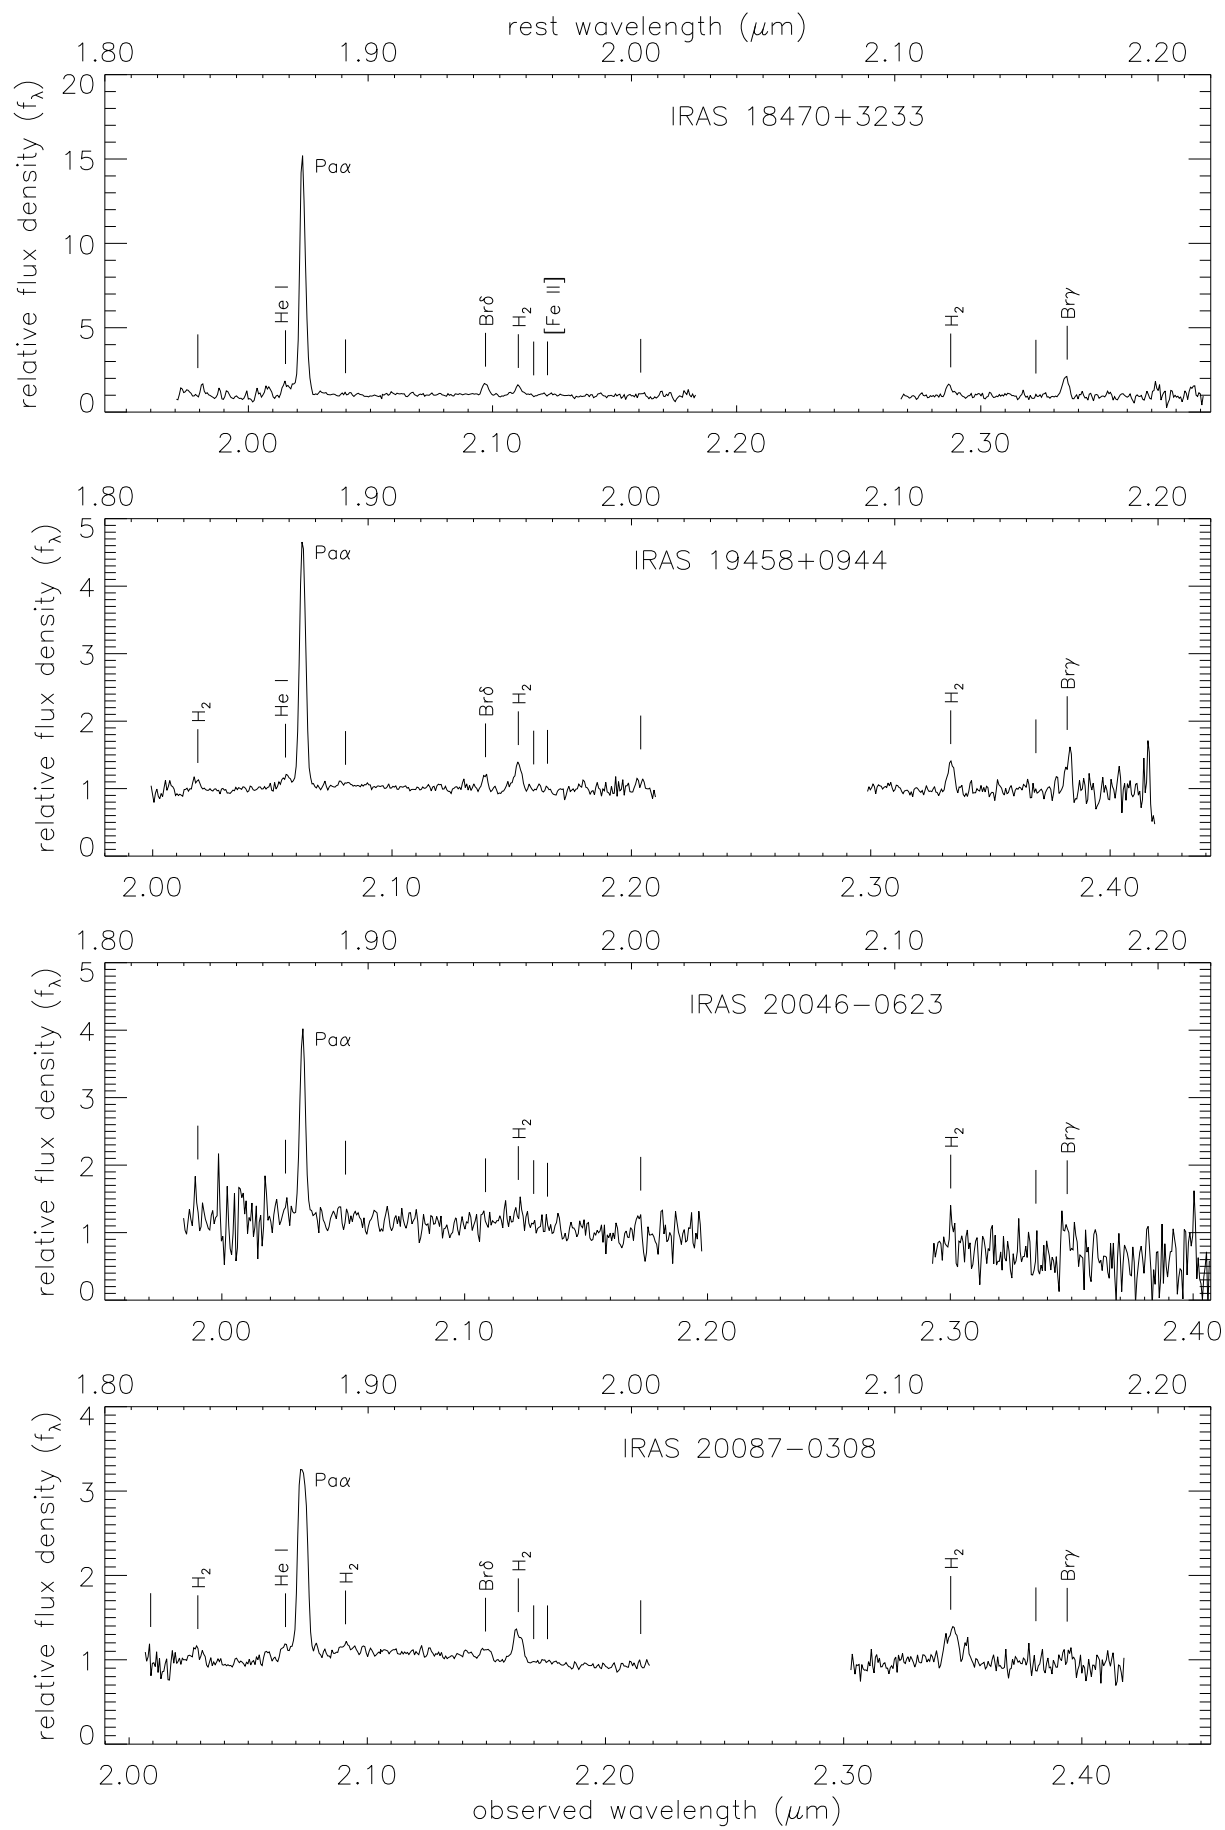 rest wavelength (μm)
1.80 1.90 2.00 2.10 2.20
relative flux density (fλ)
20
15
10
5
0
IRAS 18470+3233
Paα
He I
Brδ
H2
[Fe II]
H2
Brγ
2.00 2.10 2.20 2.30
1.80 1.90 2.00 2.10 2.20
relative flux density (fλ)
5
4
3
2
1
0
IRAS 19458+0944
Paα
H2
He I
Brδ
H2
H2
Brγ
2.00 2.10 2.20 2.30 2.40
1.80 1.90 2.00 2.10 2.20
relative flux density (fλ)
5
4
3
2
1
0
IRAS 20046−0623
Paα
H2
H2
Brγ
2.00 2.10 2.20 2.30 2.40
1.80 1.90 2.00 2.10 2.20
relative flux density (fλ)
4
3
2
1
0
IRAS 20087−0308
Paα
H2
He I
H2
Brδ
H2
H2
Brγ
2.00 2.10 2.20 2.30 2.40
observed wavelength (μm)